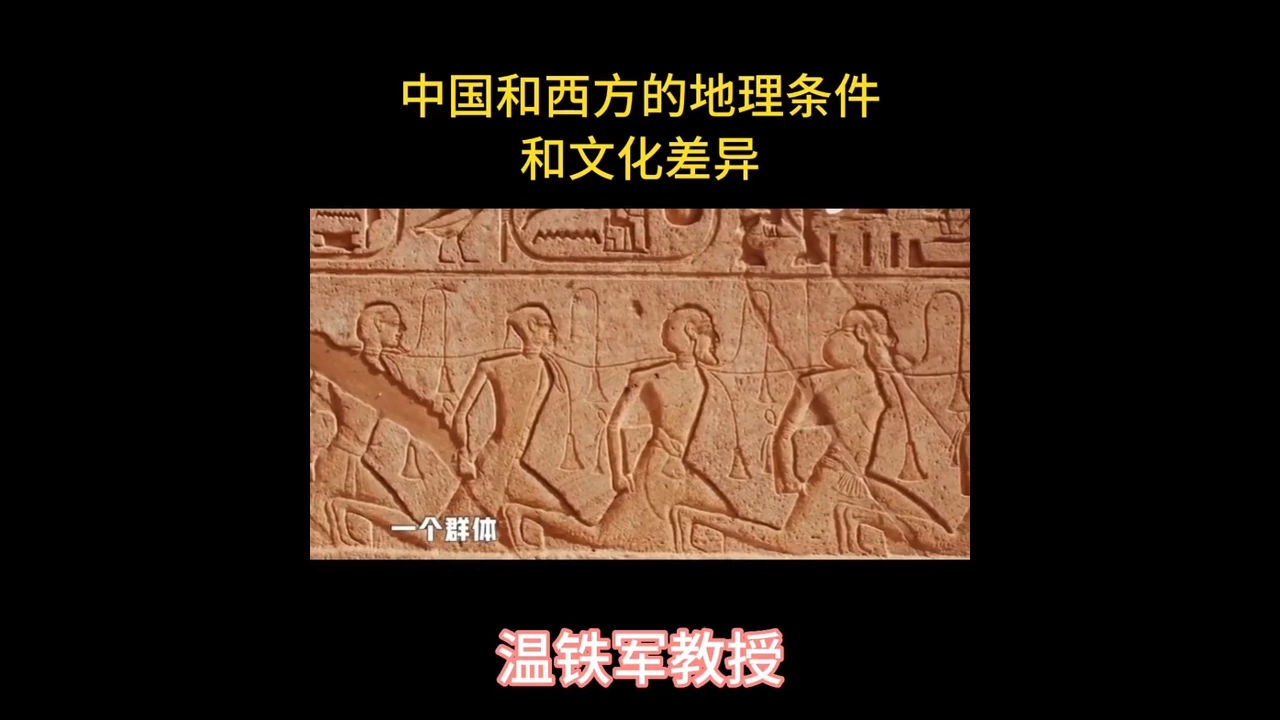 中国和西方的地理条件
和文化差异
一个群体
温铁军教授